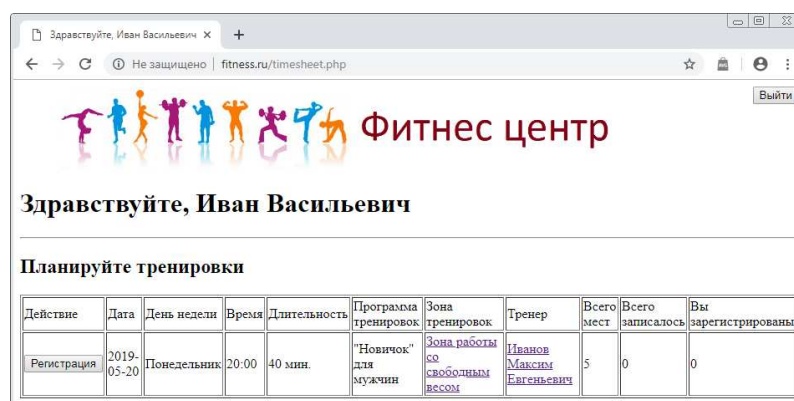 Здравствуйте, Иван Васильевич × +
Не защищено | fitness.ru/timesheet.php
Выйти
Фитнес центр
Здравствуйте, Иван Васильевич
Планируйте тренировки
Действие Дата День недели Время Длительность Программа тренировок Зона тренировок Тренер Всего мест Всего записалось Вы зарегистрированы
Регистрация 2019-05-20 Понедельник 20:00 40 мин. "Новичок" для мужчин Зона работы со свободным весом Иванов Максим Евгеньевич 5 0 0